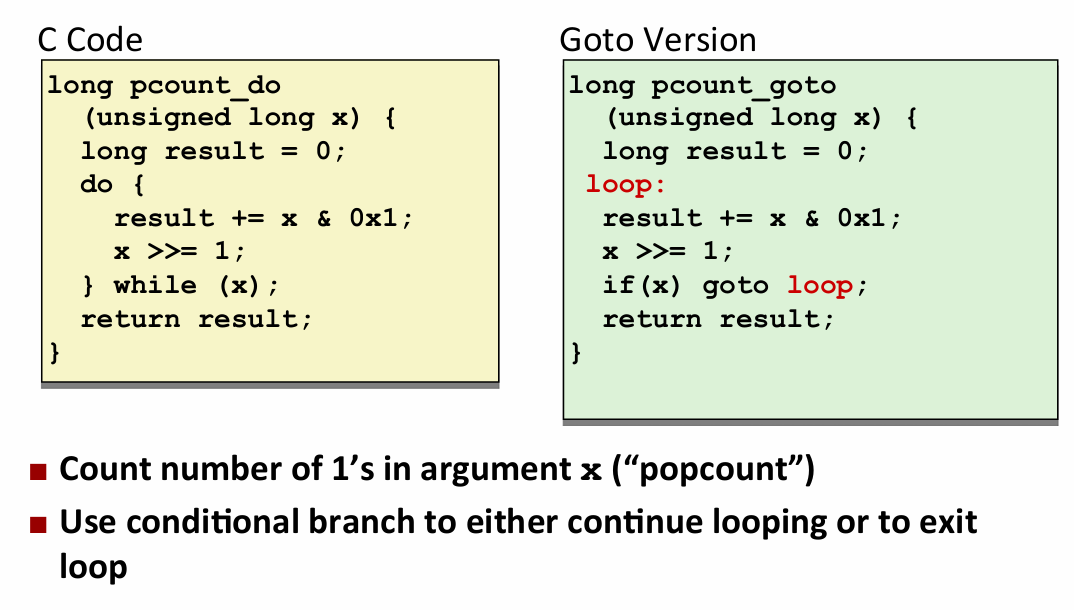 C Code
long pcount_do
(unsigned long x) {
long result = 0;
do {
result += x & 0x1;
x >>= 1;
} while (x);
return result;
}
Goto Version
long pcount_goto
(unsigned long x) {
long result = 0;
loop:
result += x & 0x1;
x >>= 1;
if(x) goto loop;
return result;
}
■ Count number of 1’s in argument x (“popcount”)
■ Use conditional branch to either continue looping or to exit
loop